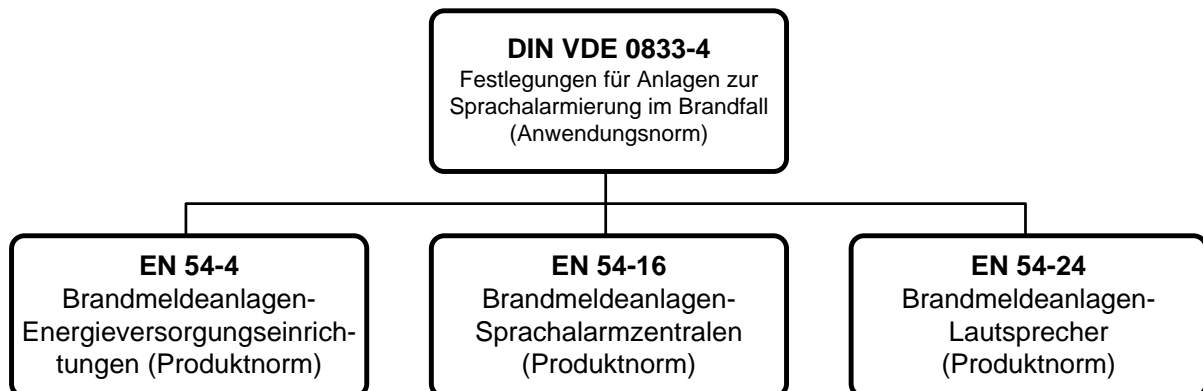 DIN VDE 0833-4
Festlegungen für Anlagen zur
Sprachalarmierung im Brandfall
(Anwendungsnorm)
EN 54-4
Brandmeldeanlagen-
Energieversorgungseinrich-
tungen (Produktnorm)
EN 54-16
Brandmeldeanlagen-
Sprachalarmzentralen
(Produktnorm)
EN 54-24
Brandmeldeanlagen-
Lautsprecher
(Produktnorm)